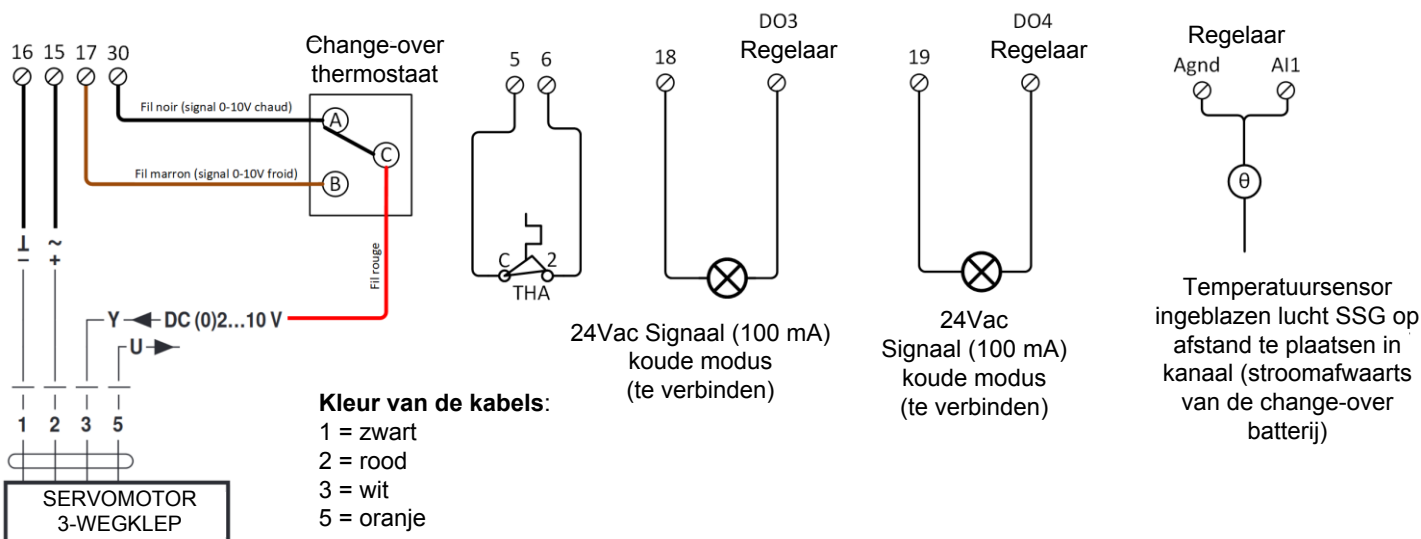 16 15 17 30
Change-over
thermostaat
Fil noir (signal 0-10V chaud)
A
C
Fil marron (signal 0-10V froid)
B
Fil rouge
⊥ ~
− +
Y DC (0)2...10 V
U
1 2 3 5
SERVOMOTOR
3-WEGKLEP
Kleur van de kabels:
1 = zwart
2 = rood
3 = wit
5 = oranje
5 6
C 2
THA
DO3
18 Regelaar
24Vac Signaal (100 mA)
koude modus
(te verbinden)
DO4
19 Regelaar
24Vac
Signaal (100 mA)
koude modus
(te verbinden)
Regelaar
Agnd AI1
θ
Temperatuursensor
ingeblazen lucht SSG op
afstand te plaatsen in
kanaal (stroomafwaarts
van de change-over
batterij)